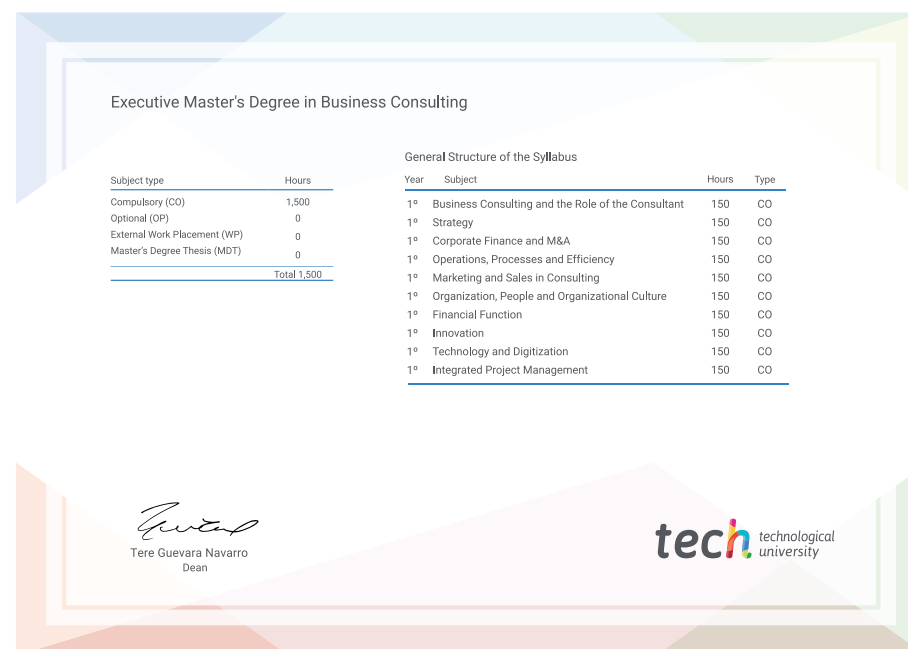 Executive Master's Degree in Business Consulting
Subject type Hours
Compulsory (CO) 1,500
Optional (OP) 0
External Work Placement (WP) 0
Master's Degree Thesis (MDT) 0
Total 1,500
General Structure of the Syllabus
Year Subject Hours Type
1º Business Consulting and the Role of the Consultant 150 CO
1º Strategy 150 CO
1º Corporate Finance and M&A 150 CO
1º Operations, Processes and Efficiency 150 CO
1º Marketing and Sales in Consulting 150 CO
1º Organization, People and Organizational Culture 150 CO
1º Financial Function 150 CO
1º Innovation 150 CO
1º Technology and Digitization 150 CO
1º Integrated Project Management 150 CO
Tere Guevara Navarro
Dean
tech technological
university